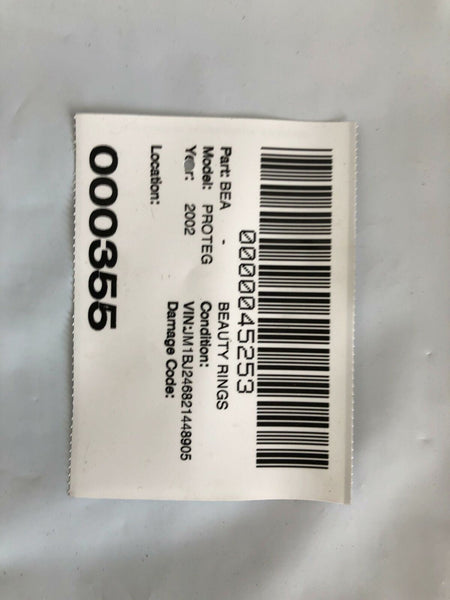 0000045253
Part: BEA - BEAUTY RINGS
Model: PROTEG Condition:
Year: 2002 VIN:JM1BJ246821448905
Damage Code:
Location:
000355